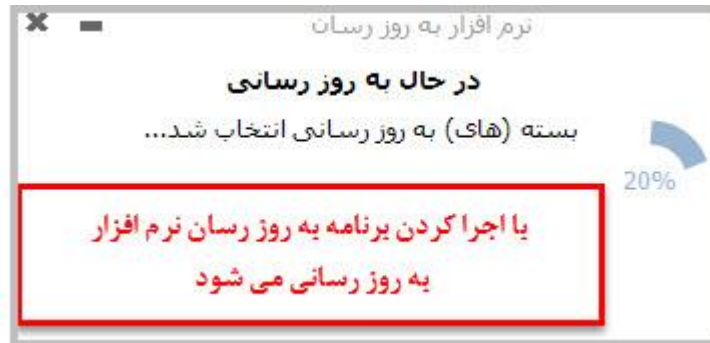 نرم افزار به روز رسان
در حال به روز رسانی
بسته (های) به روز رسانی انتخاب شد...
20%
با اجرا کردن برنامه به روز رسان نرم افزار
به روز رسانی می شود